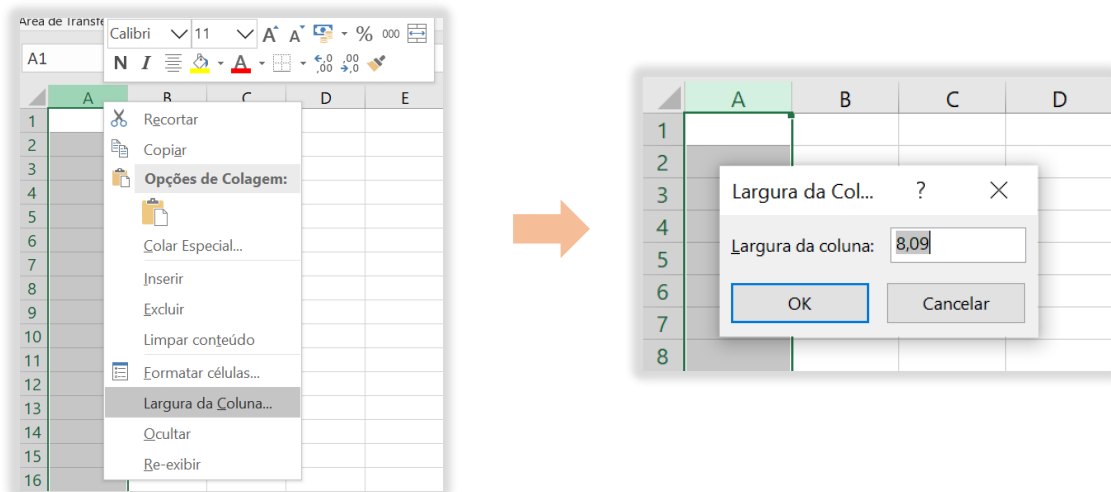 Área de Transfe
Calibri 11 A A % 000
A1
N I A ,00 ,00
A B C D E
1
2
3
4
5
6
7
8
9
10
11
12
13
14
15
16
Recortar
Copiar
Opções de Colagem:
Colar Especial...
Inserir
Excluir
Limpar conteúdo
Formatar células...
Largura da Coluna...
Ocultar
Re-exibir
A B C D
1
2
3
4
5
6
7
8
Largura da Col... ?
Largura da coluna: 8,09
OK Cancelar